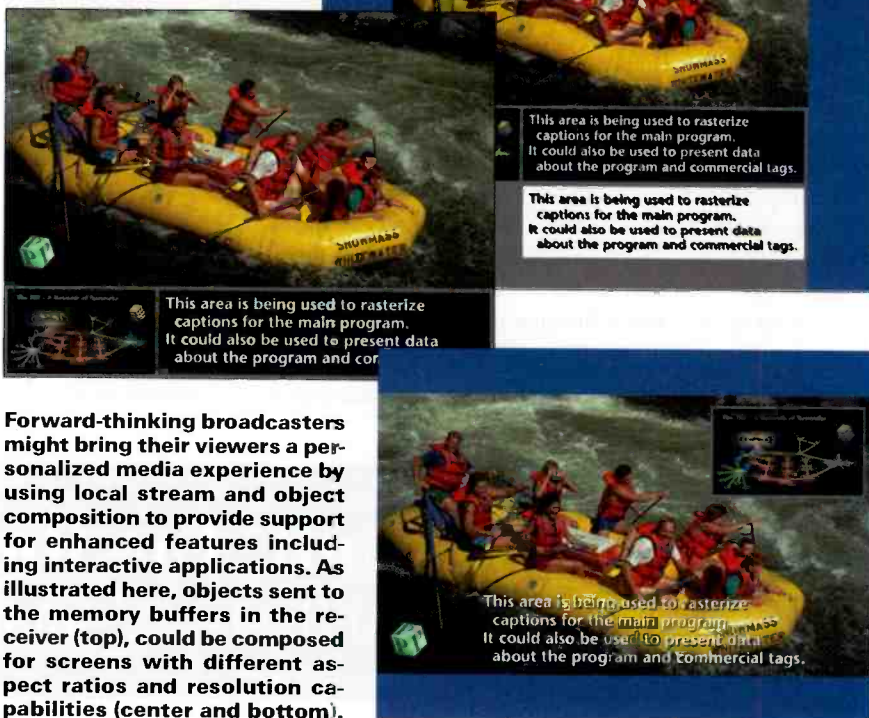 SNOWMASS
WHITEWATER
This area is being used to rasterize
captions for the main program.
It could also be used to present data
about the program and commercial tags.
This area is being used to rasterize
captions for the main program.
It could also be used to present data
about the program and commercial tags.
SNOWMASS
WHITEWATER
This area is being used to rasterize
captions for the main program.
It could also be used to present data
about the program and com
Forward-thinking broadcasters
might bring their viewers a per-
sonalized media experience by
using local stream and object
composition to provide support
for enhanced features includ-
ing interactive applications. As
illustrated here, objects sent to
the memory buffers in the re-
ceiver (top), could be composed
for screens with different as-
pect ratios and resolution ca-
pabilities (center and bottom).
This area is being used to rasterize
captions for the main program.
It could also be used to present data
about the program and commercial tags.